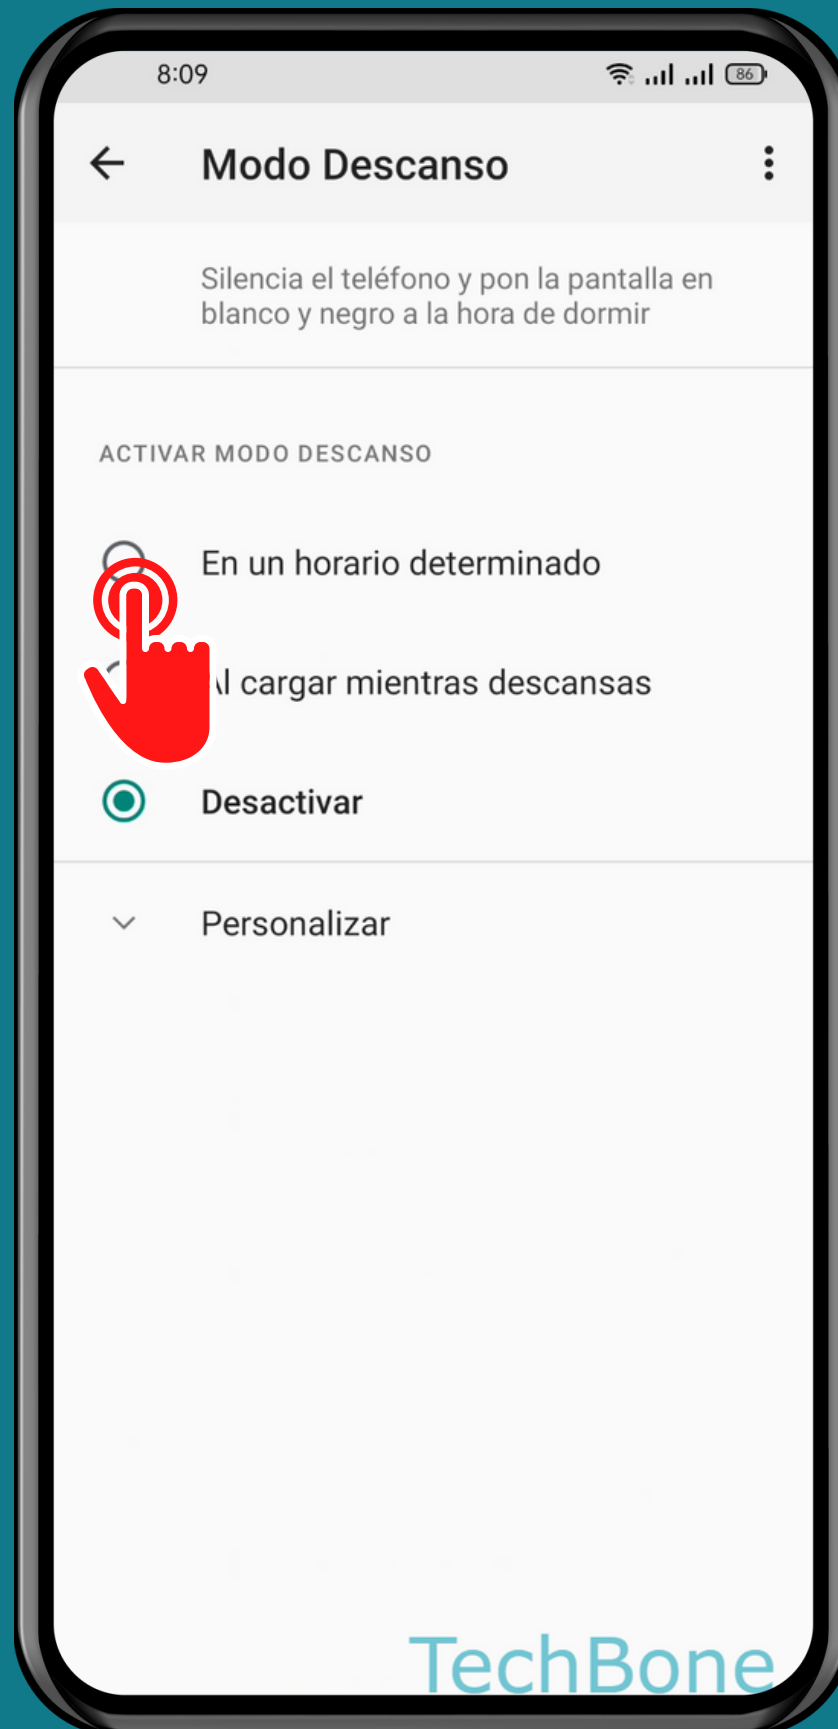 8:09
86
Modo Descanso
Silencia el teléfono y pon la pantalla en
blanco y negro a la hora de dormir
ACTIVAR MODO DESCANSO
En un horario determinado
Al cargar mientras descansas
Desactivar
Personalizar
TechBone